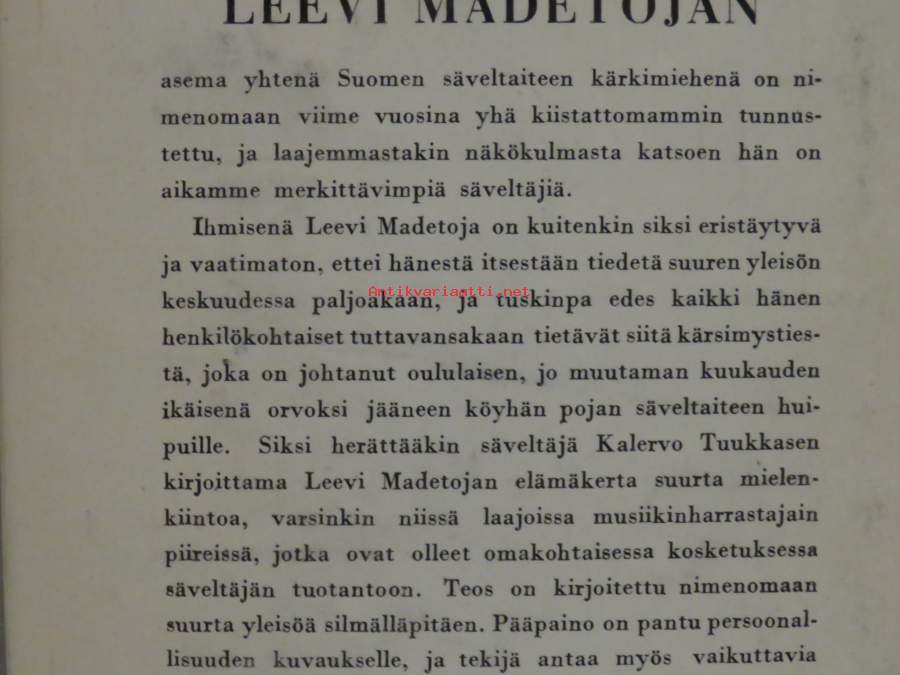 LEEVI MADETOJAN
asema yhtenä Suomen säveltaiteen kärkimiehenä on ni-
menomaan viime vuosina yhä kiistattomammin tunnus-
tettu, ja laajemmastakin näkökulmasta katsoen hän on
aikamme merkittävimpiä säveltäjiä.
Ihmisenä Leevi Madetoja on kuitenkin siksi eristäytyvä
ja vaatimaton, ettei hänestä itsestään tiedetä suuren yleisön
Antikvariaatti.net
keskuudessa paljoakaan, ja tuskinpa edes kaikki hänen
henkilökohtaiset tuttavansakaan tietävät siitä kärsimysties-
tä, joka on johtanut oululaisen, jo muutaman kuukauden
ikäisenä orvoksi jääneen köyhän pojan säveltaiteen hui-
puille. Siksi herättääkin säveltäjä Kalervo Tuukkasen
kirjoittama Leevi Madetojan elämäkerta suurta mielen-
kiintoa, varsinkin niissä laajoissa musiikinharrastajain
piireissä, jotka ovat olleet omakohtaisessa kosketuksessa
säveltäjän tuotantoon. Teos on kirjoitettu nimenomaan
suurta yleisöä silmälläpitäen. Pääpaino on pantu persoonal-
lisuuden kuvaukselle, ja tekijä antaa myös vaikuttavia